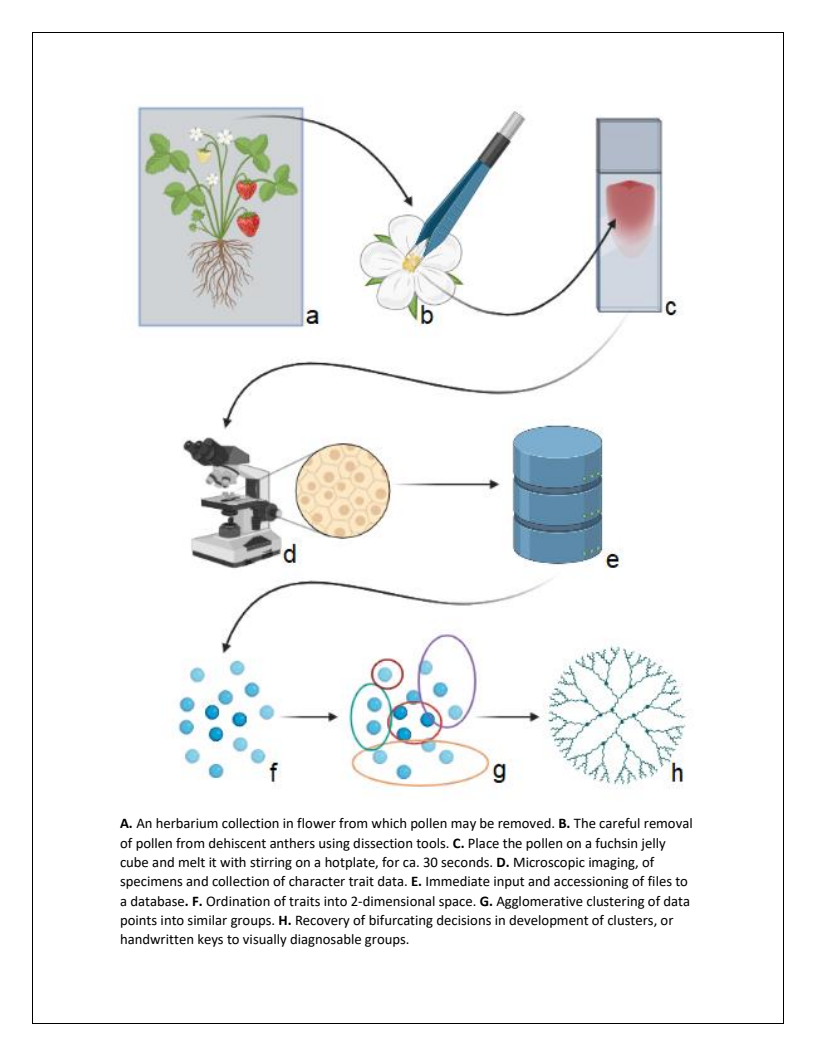 a
b
c
d
e
f
g
h
A. An herbarium collection in flower from which pollen may be removed. B. The careful removal
of pollen from dehiscent anthers using dissection tools. C. Place the pollen on a fuchsin jelly
cube and melt it with stirring on a hotplate, for ca. 30 seconds. D. Microscopic imaging, of
specimens and collection of character trait data. E. Immediate input and accessioning of files to
a database. F. Ordination of traits into 2-dimensional space. G. Agglomerative clustering of data
points into similar groups. H. Recovery of bifurcating decisions in development of clusters, or
handwritten keys to visually diagnosable groups.